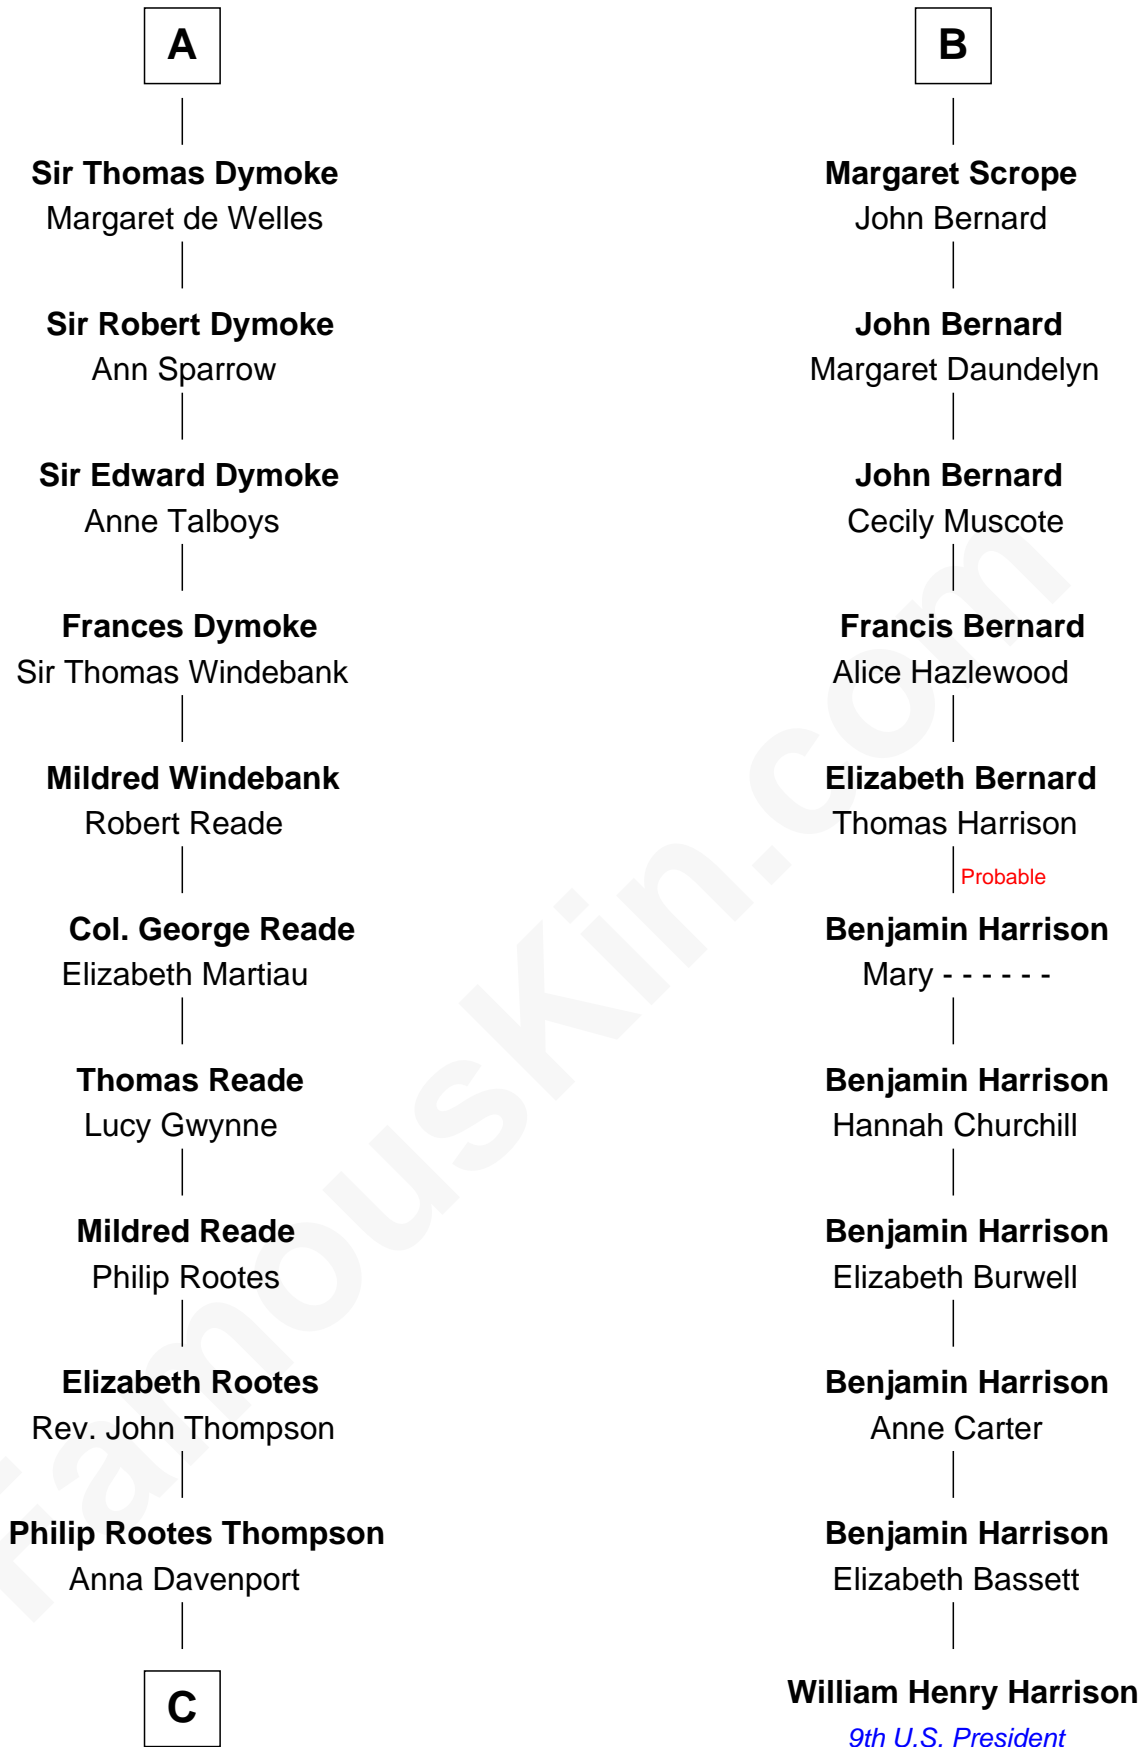 A
Sir Thomas Dymoke
Margaret de Welles
Sir Robert Dymoke
Ann Sparrow
Sir Edward Dymoke
Anne Talboys
Frances Dymoke
Sir Thomas Windebank
Mildred Windebank
Robert Reade
Col. George Reade
Elizabeth Martiau
Thomas Reade
Lucy Gwynne
Mildred Reade
Philip Rootes
Elizabeth Rootes
Rev. John Thompson
Philip Rootes Thompson
Anna Davenport
C
B
Margaret Scrope
John Bernard
John Bernard
Margaret Daundelyn
John Bernard
Cecily Muscote
Francis Bernard
Alice Hazlewood
Elizabeth Bernard
Thomas Harrison
Probable
Benjamin Harrison
Mary - - - - - -
Benjamin Harrison
Hannah Churchill
Benjamin Harrison
Elizabeth Burwell
Benjamin Harrison
Anne Carter
Benjamin Harrison
Elizabeth Bassett
William Henry Harrison
9th U.S. President
FamousKin.com